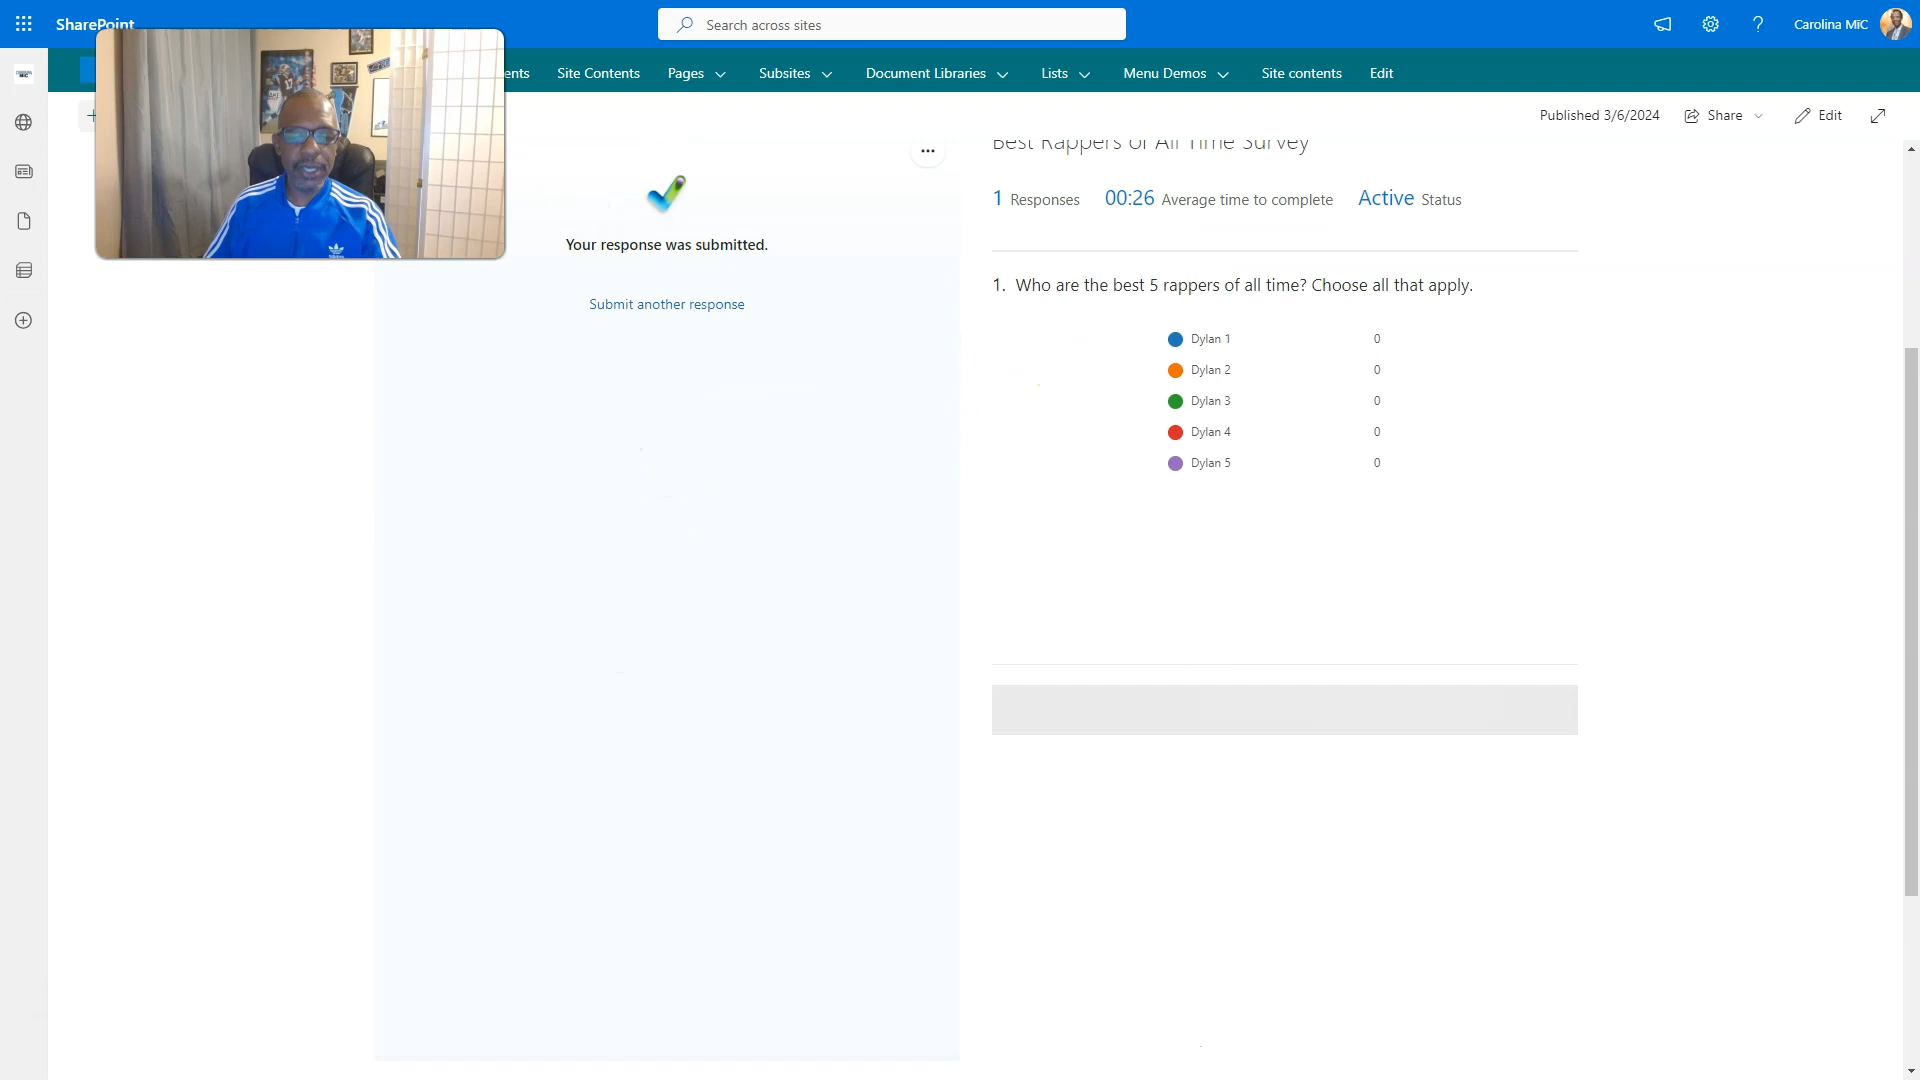 SharePoint
Search across sites
Carolina MiC
ents
Site Contents
Pages
Subsites
Document Libraries
Lists
Menu Demos
Site contents
Edit
Published 3/6/2024
Share
Edit
Best Rappers of All Time Survey
1 Responses
00:26 Average time to complete
Active Status
Your response was submitted.
Submit another response
1. Who are the best 5 rappers of all time? Choose all that apply.
Dylan 1 0
Dylan 2 0
Dylan 3 0
Dylan 4 0
Dylan 5 0